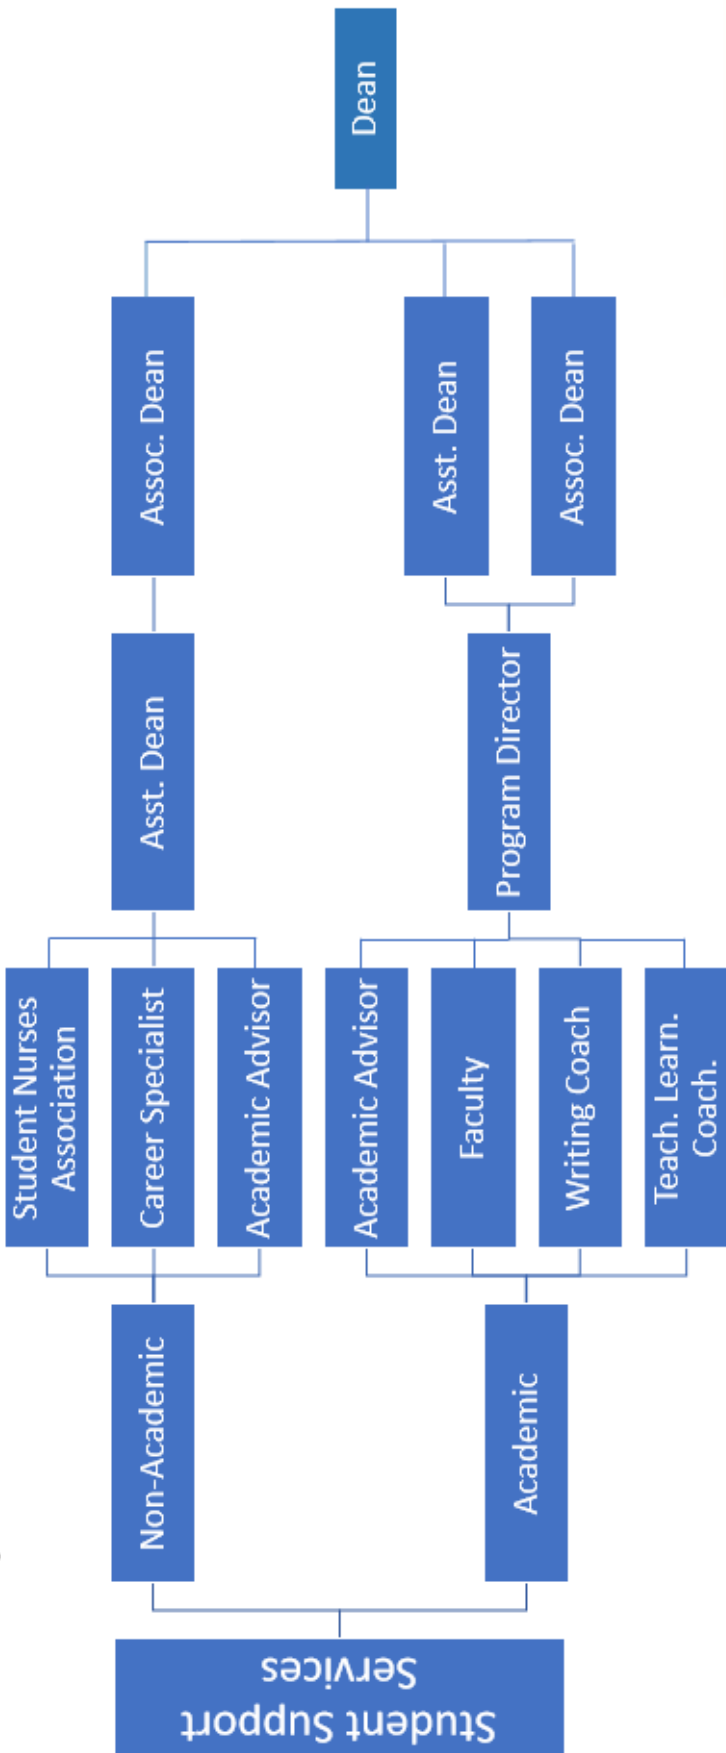 Student Support
Services
Non-Academic
Academic
Student Nurses
Association
Career Specialist
Academic Advisor
Academic Advisor
Faculty
Writing Coach
Teach. Learn.
Coach.
Asst. Dean
Program Director
Assoc. Dean
Asst. Dean
Assoc. Dean
Dean